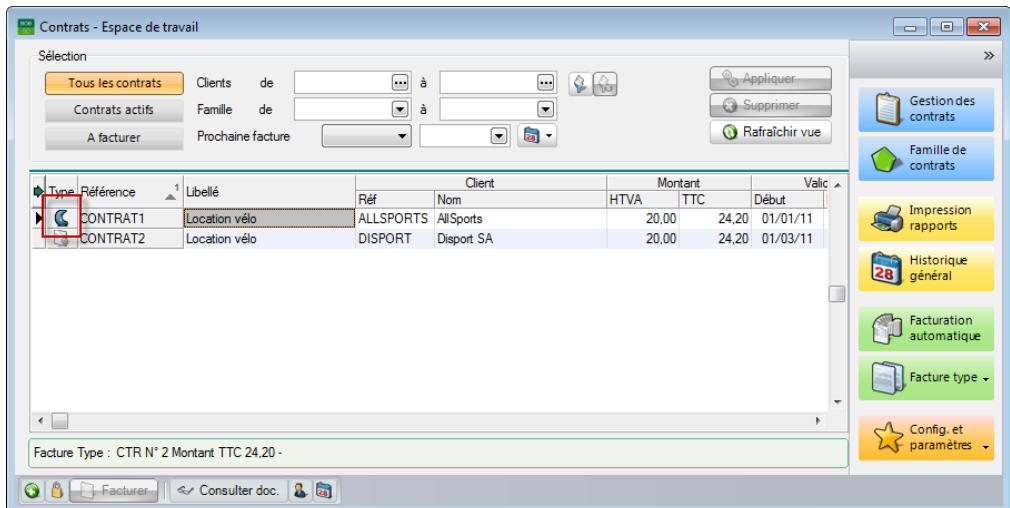 Contrats - Espace de travail
Sélection
Tous les contrats Clients de à Appliquer
Contrats actifs Famille de à Supprimer
A facturer Prochaine facture Rafraîchir vue
Type Référence 1 Libellé Client Montant Valid
Réf Nom HTVA TTC Début
CONTRAT1 Location vélo ALLSPORTS AllSports 20,00 24,20 01/01/11
CONTRAT2 Location vélo DISPORT Disport SA 20,00 24,20 01/03/11
Facture Type : CTR N° 2 Montant TTC 24,20 -
Facturer Consulter doc.
»
Gestion des
contrats
Famille de
contrats
Impression
rapports
Historique
28 général
Facturation
automatique
Facture type
Config. et
paramètres